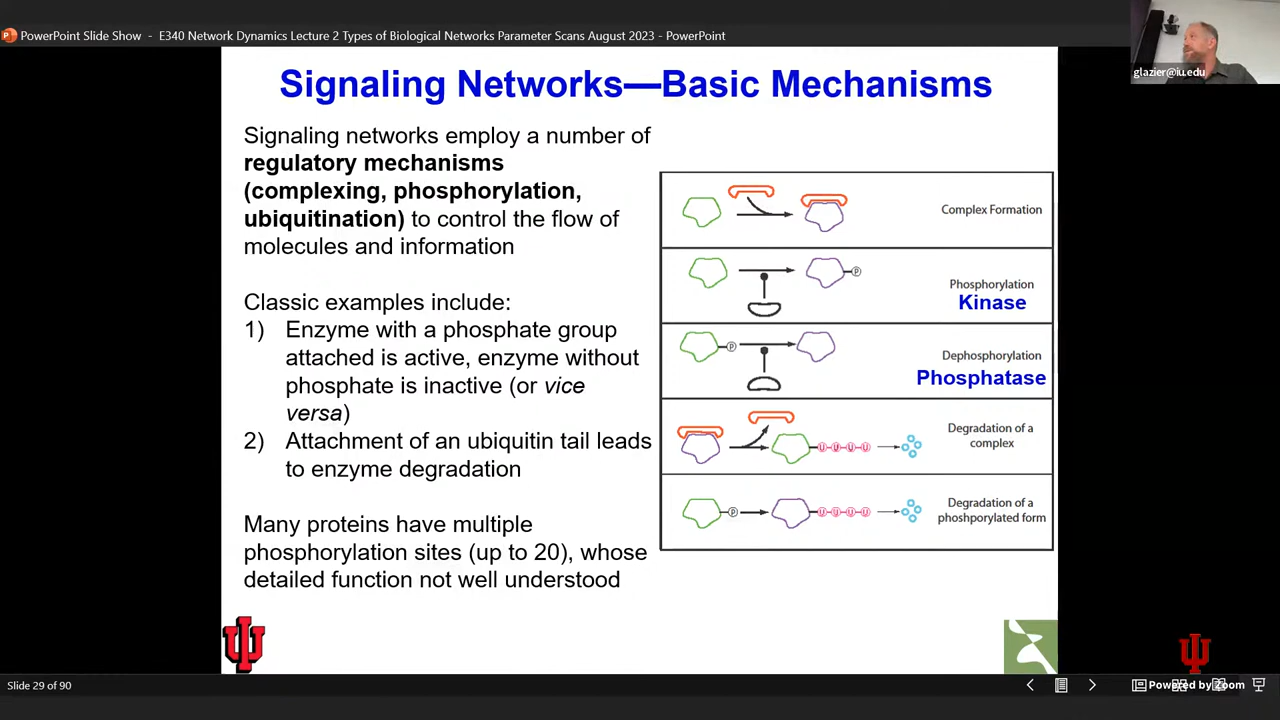 PowerPoint Slide Show - E340 Network Dynamics Lecture 2 Types of Biological Networks Parameter Scans August 2023 - PowerPoint
glazier@iu.edu
Signaling Networks—Basic Mechanisms
Signaling networks employ a number of
regulatory mechanisms
(complexing, phosphorylation,
ubiquitination) to control the flow of
molecules and information
Classic examples include:
1) Enzyme with a phosphate group
attached is active, enzyme without
phosphate is inactive (or vice
versa)
2) Attachment of an ubiquitin tail leads
to enzyme degradation
Many proteins have multiple
phosphorylation sites (up to 20), whose
detailed function not well understood
Complex Formation
P
Phosphorylation
Kinase
P
Dephosphorylation
Phosphatase
U U U U
Degradation of a
complex
P
U U U U
Degradation of a
phoshporylated form
Slide 29 of 90
Powered by Zoom